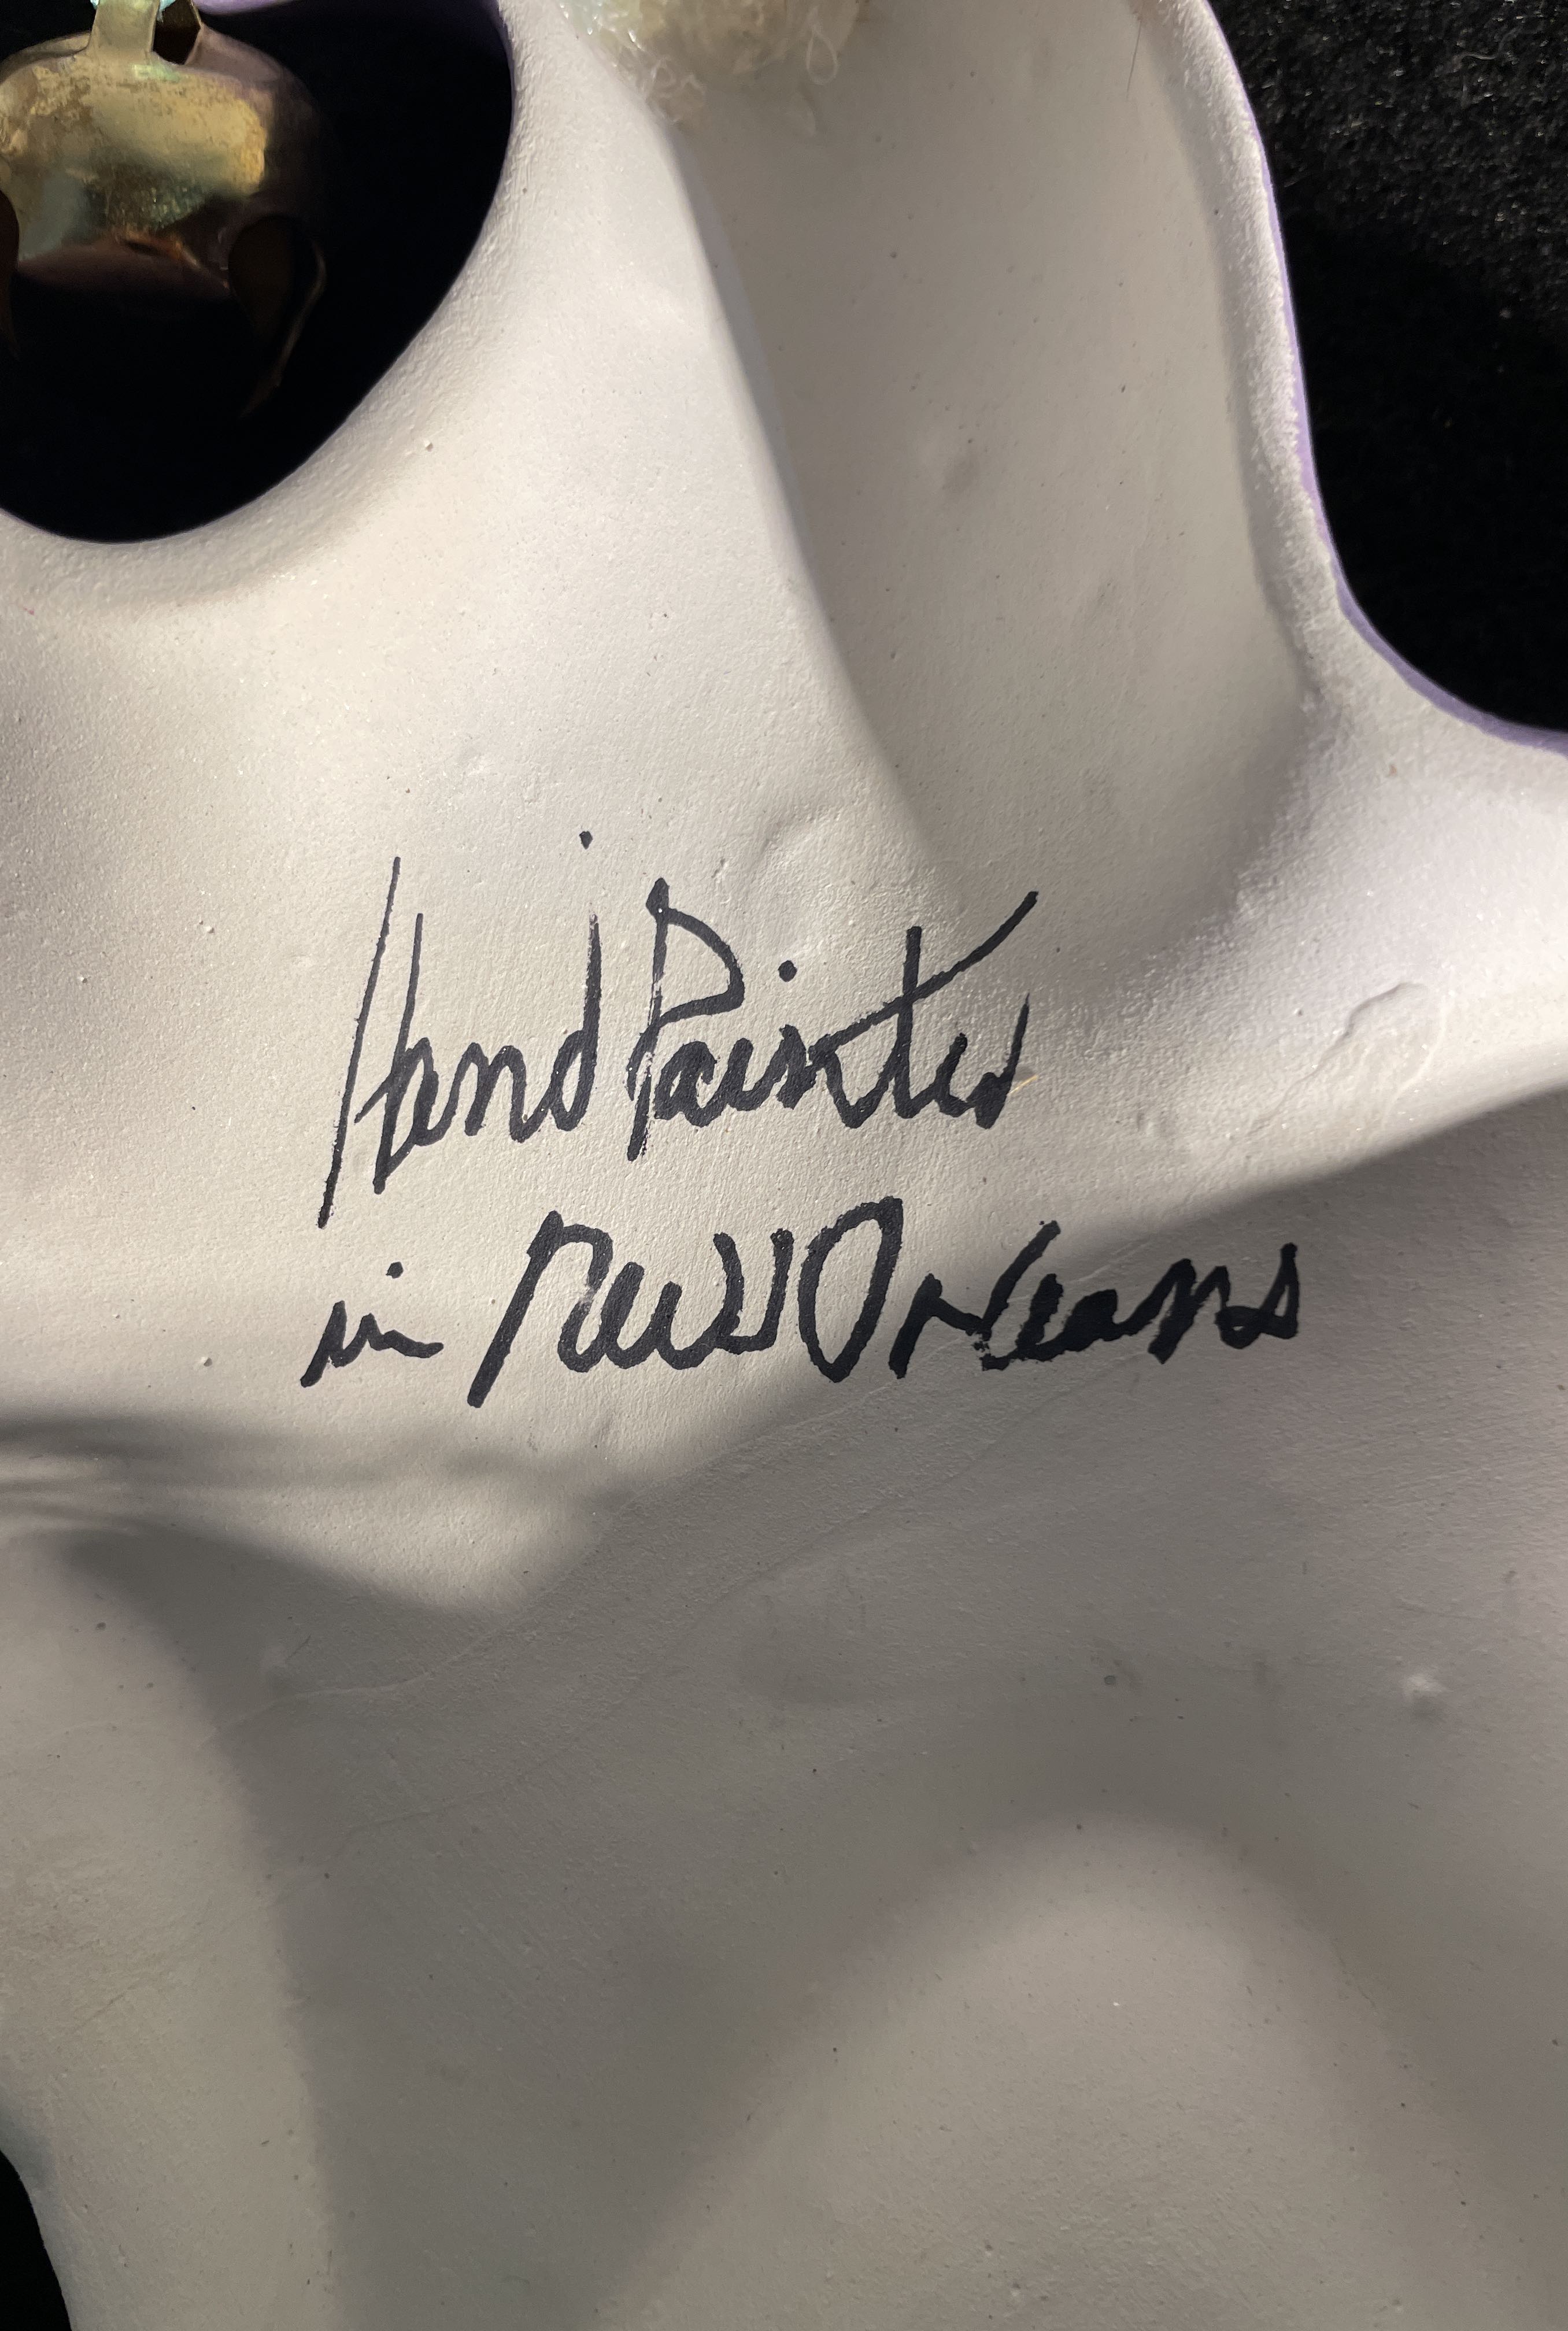 Hand Painted
in New Orleans